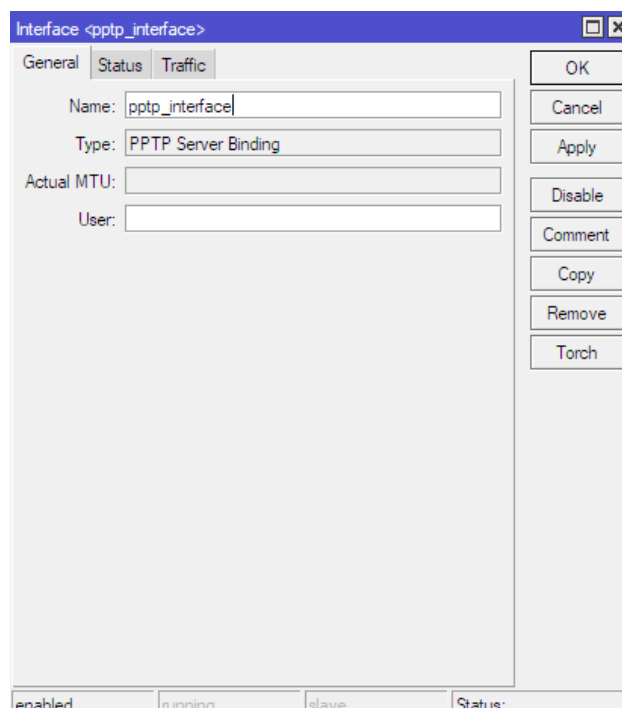 Interface <pptp_interface>
General Status Traffic
Name: pptp_interface
Type: PPTP Server Binding
Actual MTU:
User:
OK
Cancel
Apply
Disable
Comment
Copy
Remove
Torch
enabled running slave Status: